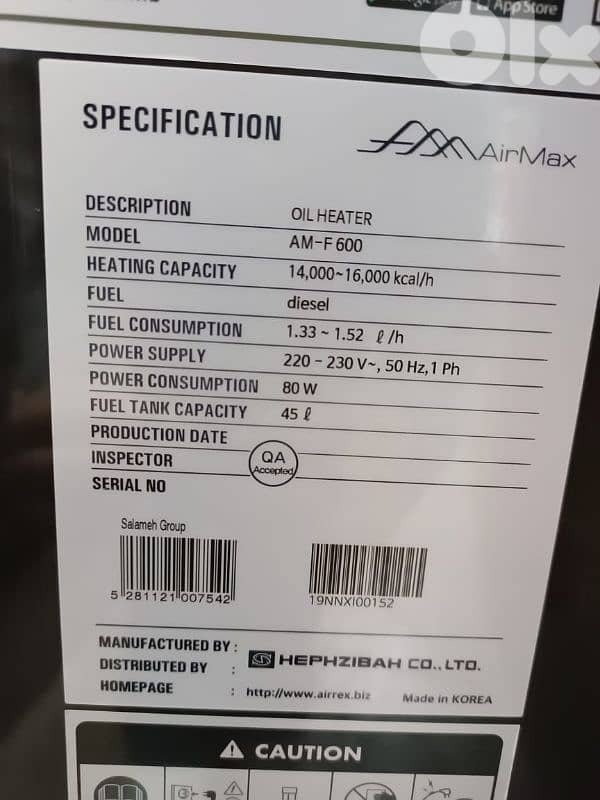 App Store
olx
SPECIFICATION
AirMax
DESCRIPTION OIL HEATER
MODEL AM-F 600
HEATING CAPACITY 14,000~16,000 kcal/h
FUEL diesel
FUEL CONSUMPTION 1.33 ~ 1.52 ℓ/h
POWER SUPPLY 220 - 230 V~, 50 Hz,1 Ph
POWER CONSUMPTION 80 W
FUEL TANK CAPACITY 45 ℓ
PRODUCTION DATE
INSPECTOR QA Accepted
SERIAL NO
Salameh Group
5 281121 007542
19NNXI00152
MANUFACTURED BY :
DISTRIBUTED BY : HEPHZIBAH CO.,LTD.
HOMEPAGE : http://www.airrex.biz Made in KOREA
CAUTION